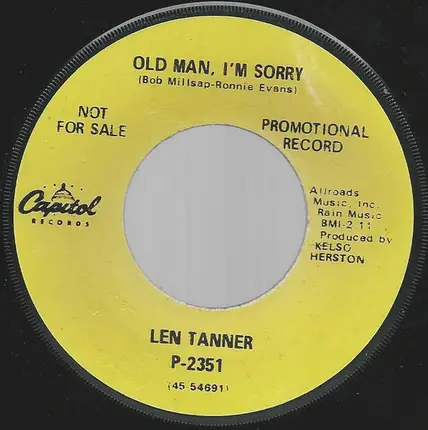 OLD MAN, I'M SORRY
(Bob Millsap-Ronnie Evans)
NOT
FOR SALE
PROMOTIONAL
RECORD
Capitol
RECORDS
Allroads
Music, Inc.
Rain Music
BMI-2:11
Produced by
KELSO
HERSTON
LEN TANNER
P-2351
(45-54691)